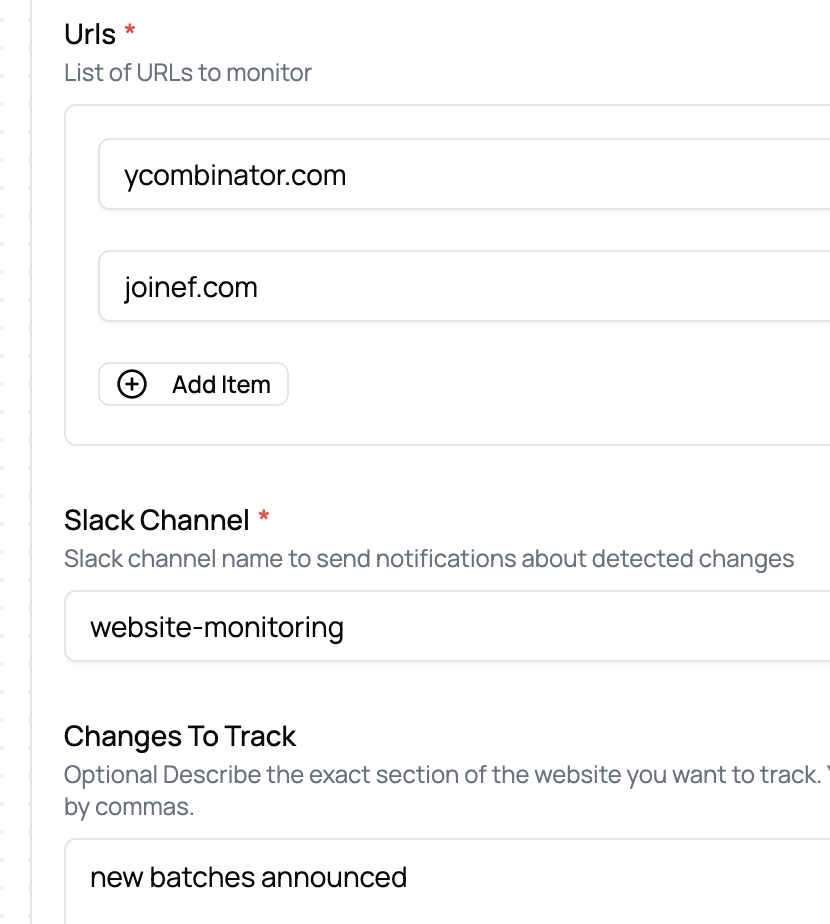 Urls *
List of URLs to monitor
ycombinator.com
joinef.com
Add Item
Slack Channel *
Slack channel name to send notifications about detected changes
website-monitoring
Changes To Track
Optional Describe the exact section of the website you want to track.
by commas.
new batches announced